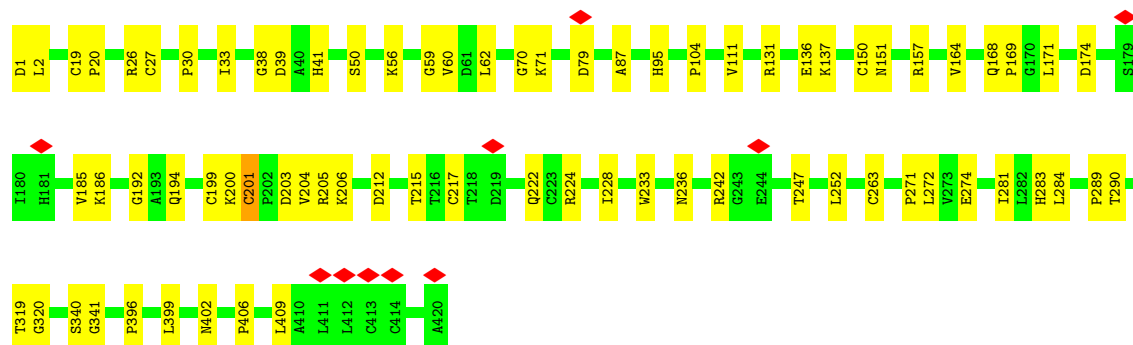 D1 L2 C19 P20 R26 C27 P30 I33 G38 D39 A40 H41 S50 K56 G59 V60 D61 L62 G70 K71 D79 A87 H95 P104 V111 R131 E136 K137 C150 N151 R157 V164 Q168 P169 G170 L171 D174 S179
I180 H181 V185 K186 G192 A193 Q194 C199 K200 C201 P202 D203 V204 R205 K206 D212 T215 T216 C217 T218 D219 Q222 C223 R224 I228 W233 N236 R242 G243 E244 T247 L252 C263 P271 L272 V273 E274 I281 L282 H283 L284 P289 T290
T319 G320 S340 G341 P396 L399 N402 P406 L409 A410 L411 L412 C413 C414 A420